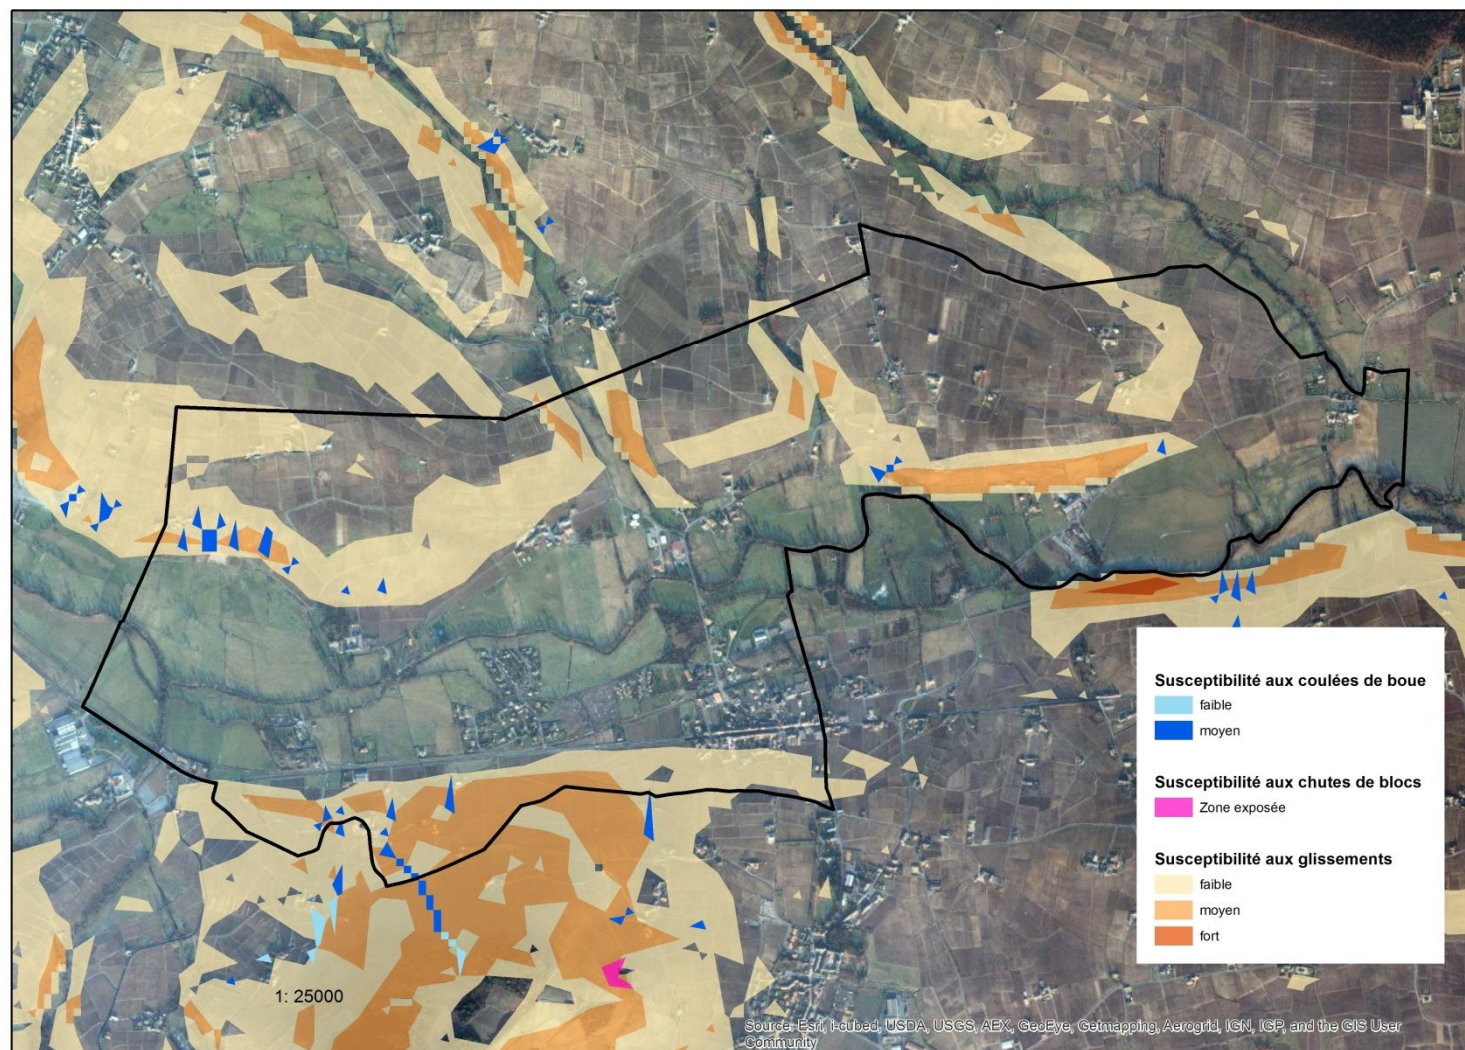 Susceptibilité aux coulées de boue
faible
moyen
Susceptibilité aux chutes de blocs
Zone exposée
Susceptibilité aux glissements
faible
moyen
fort
1: 25000
Source: Esri, i-cubed, USDA, USGS, AEX, GeoEye, Getmapping, Aerogrid, IGN, IGP, and the GIS User
Community